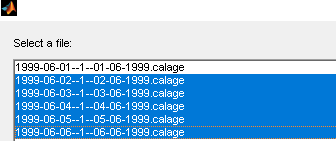 Select a file:
1999-06-01--1--01-06-1999.calage
1999-06-02--1--02-06-1999.calage
1999-06-03--1--03-06-1999.calage
1999-06-04--1--04-06-1999.calage
1999-06-05--1--05-06-1999.calage
1999-06-06--1--06-06-1999.calage